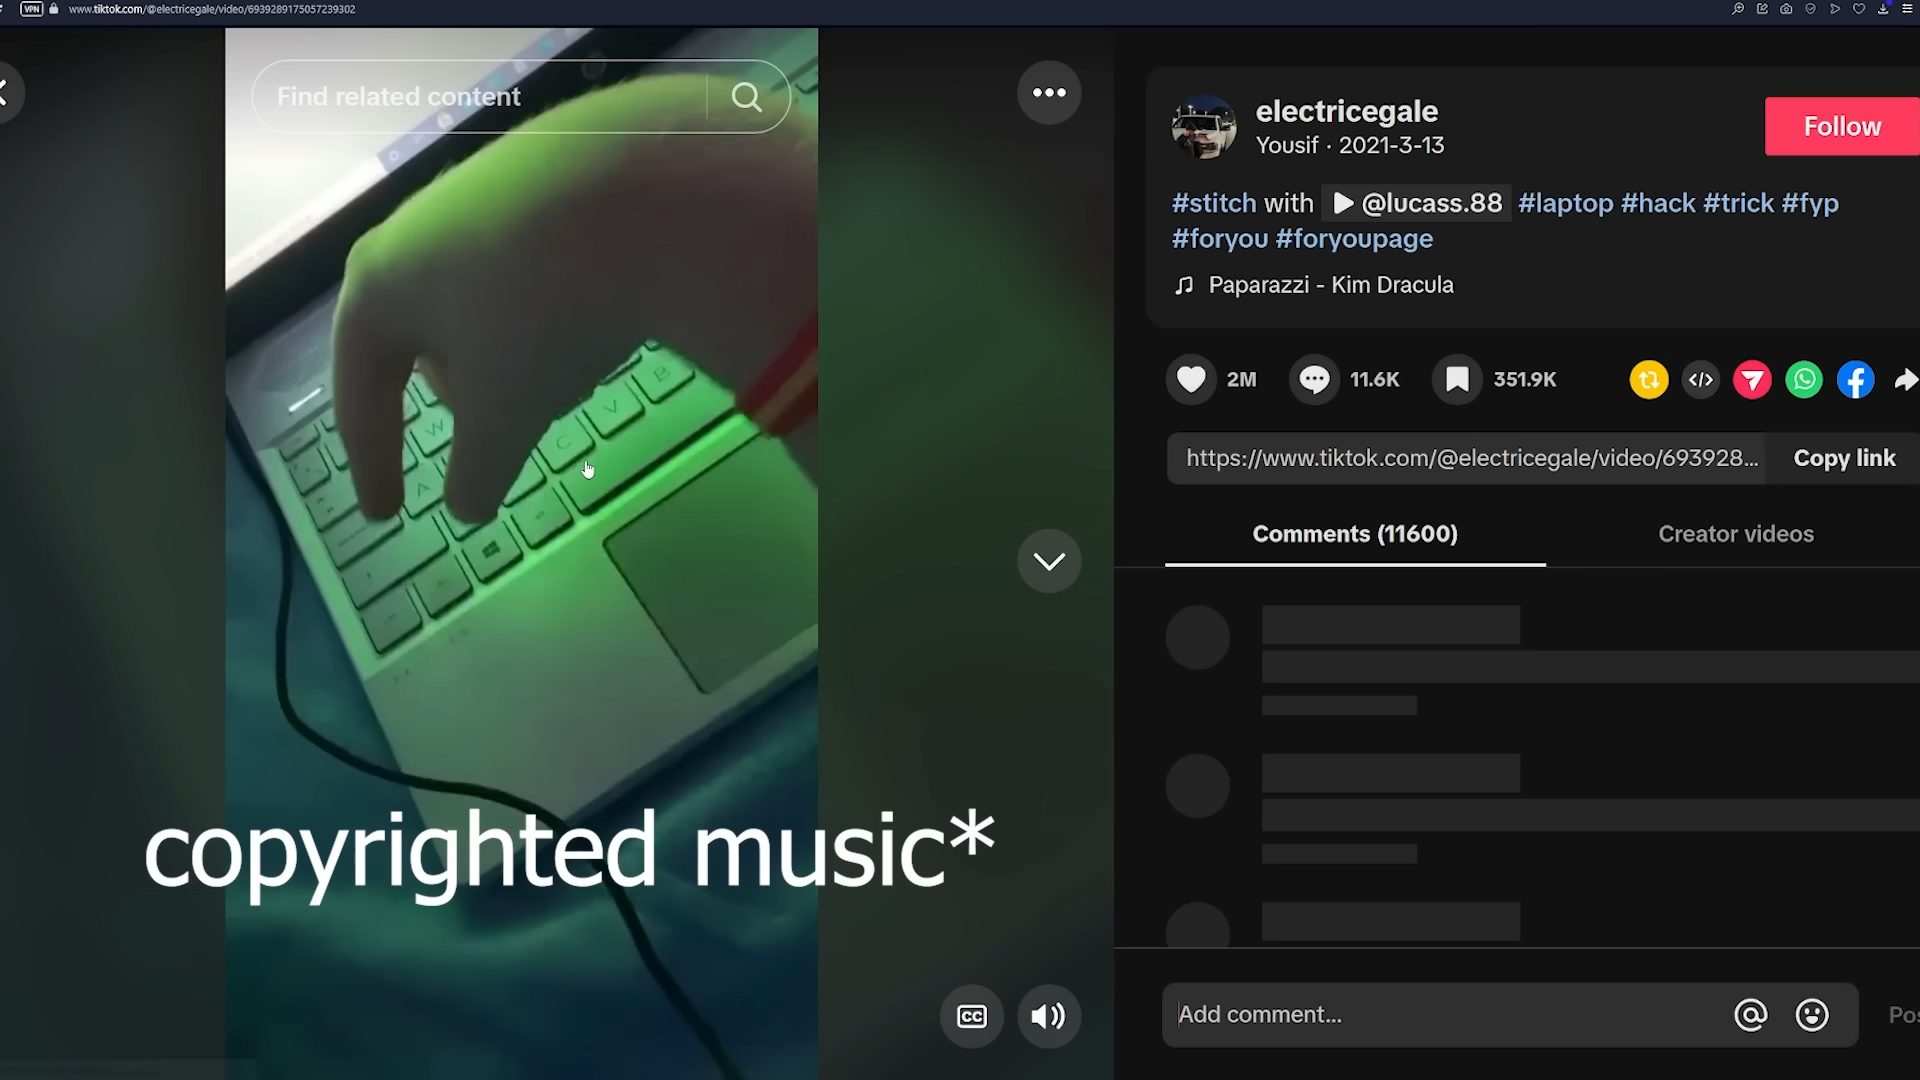 VPN
www.tiktok.com/@electricegale/video/6939289175057239302
Find related content
electricegale
Yousif · 2021-3-13
Follow
#stitch with @lucass.88 #laptop #hack #trick #fyp
#foryou #foryoupage
Paparazzi - Kim Dracula
2M
11.6K
351.9K
https://www.tiktok.com/@electricegale/video/693928...
Copy link
Comments (11600)
Creator videos
W
A
C
V
B
copyrighted music*
CC
Add comment...